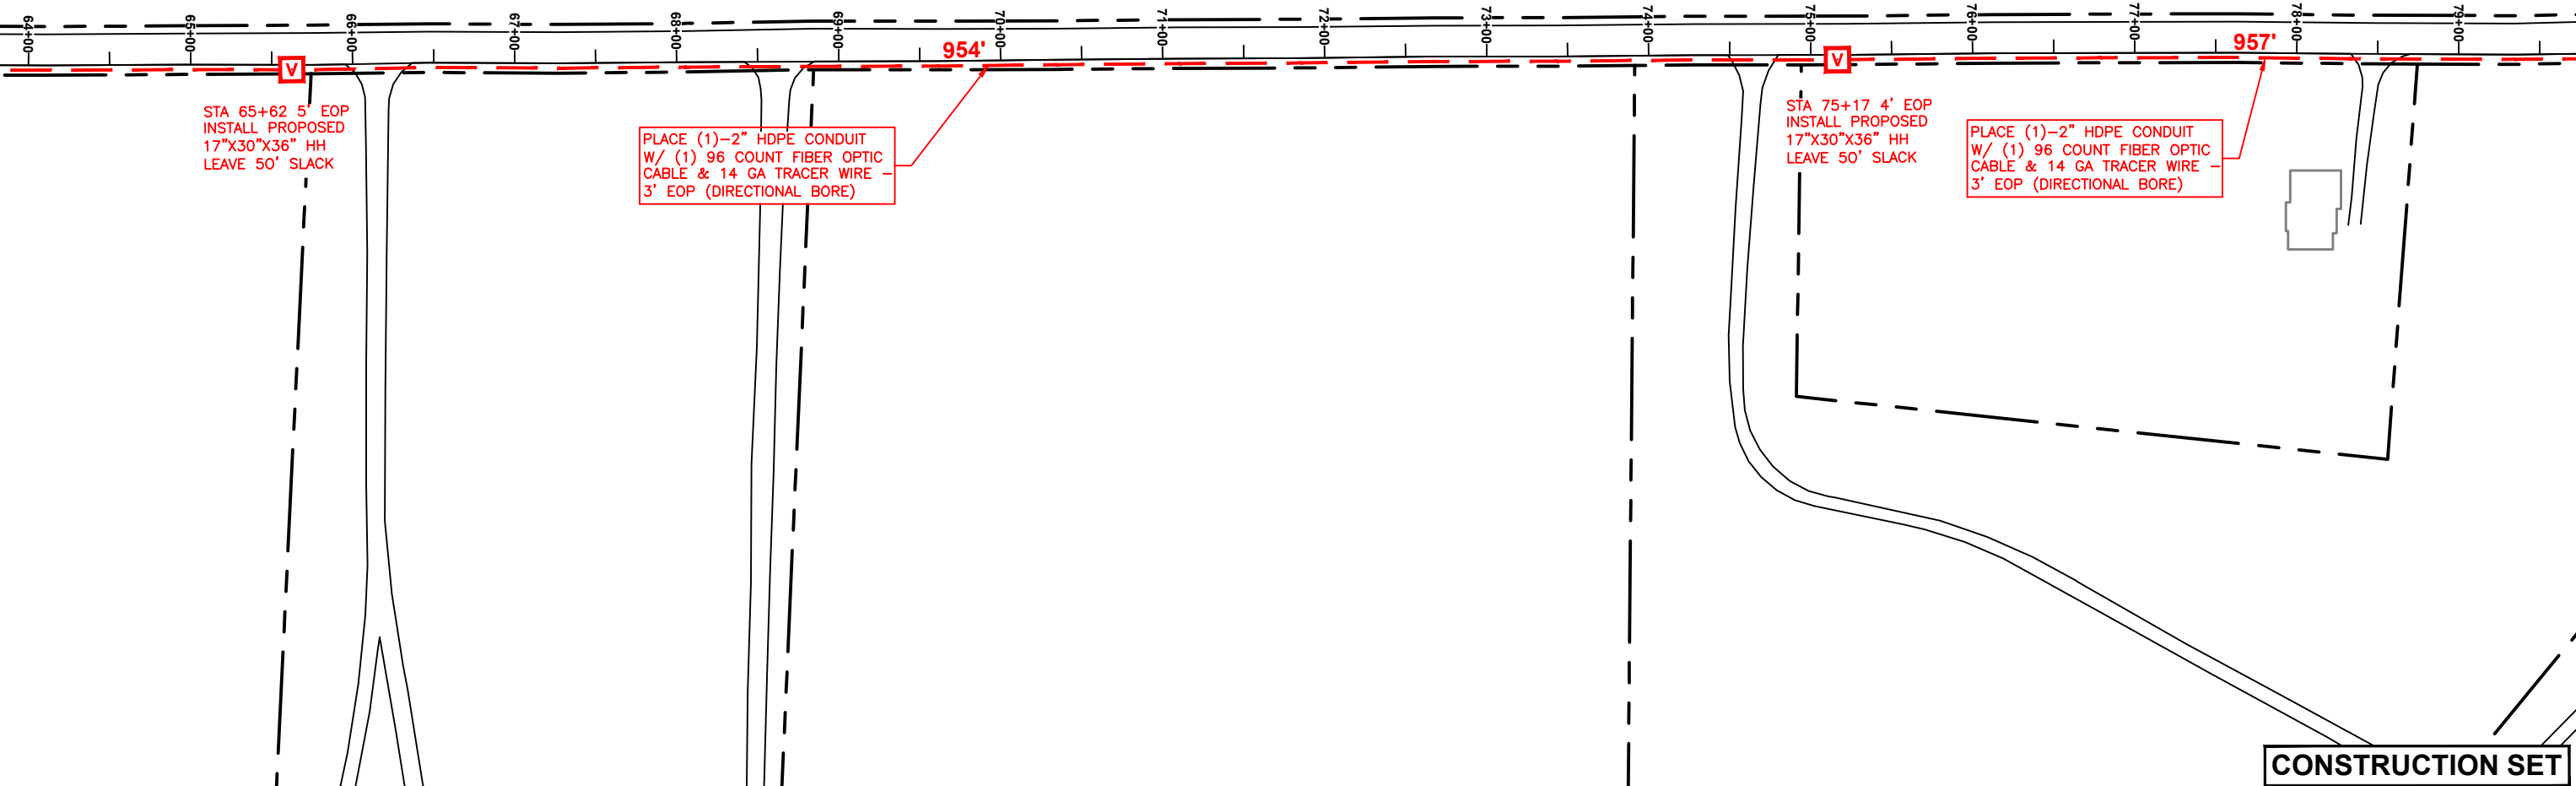 64+00
65+00
66+00
67+00
68+00
69+00
70+00
71+00
72+00
73+00
74+00
75+00
76+00
77+00
78+00
79+00
954'
957'
V
V
STA 65+62 5' EOP
INSTALL PROPOSED
17"X30"X36" HH
LEAVE 50' SLACK
PLACE (1)-2" HDPE CONDUIT
W/ (1) 96 COUNT FIBER OPTIC
CABLE & 14 GA TRACER WIRE -
3' EOP (DIRECTIONAL BORE)
STA 75+17 4' EOP
INSTALL PROPOSED
17"X30"X36" HH
LEAVE 50' SLACK
PLACE (1)-2" HDPE CONDUIT
W/ (1) 96 COUNT FIBER OPTIC
CABLE & 14 GA TRACER WIRE -
3' EOP (DIRECTIONAL BORE)
CONSTRUCTION SET